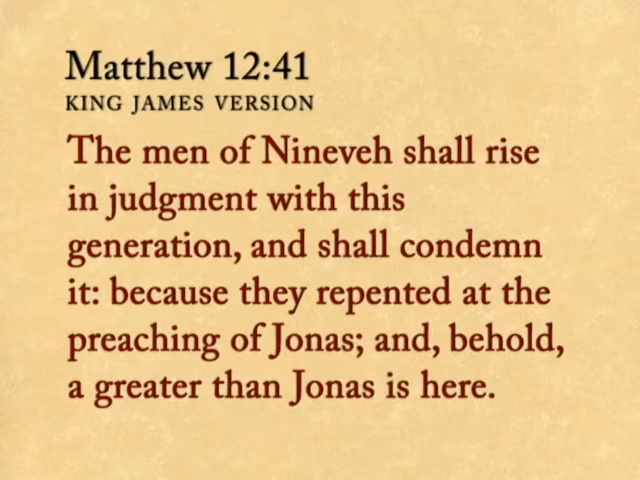 Matthew 12:41
KING JAMES VERSION
The men of Nineveh shall rise
in judgment with this
generation, and shall condemn
it: because they repented at the
preaching of Jonas; and, behold,
a greater than Jonas is here.